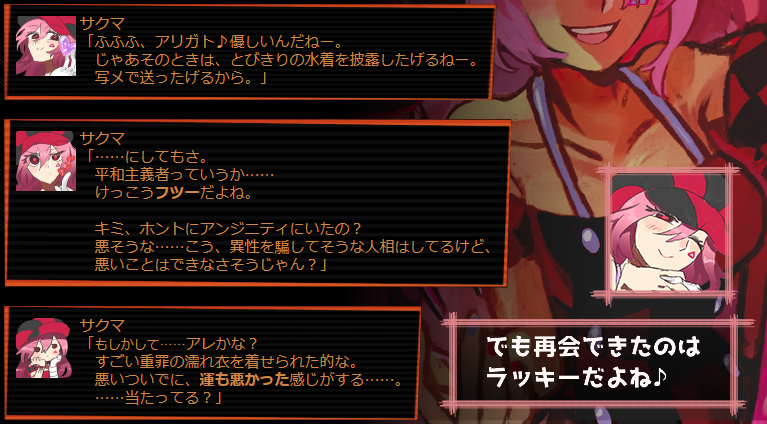 サクマ
「ふふふ、アリガト♪優しいんだねー。
じゃあそのときは、とびきりの水着を披露したげるねー。
写メで送ったげるから。」
サクマ
「……にしてもさ。
平和主義者っていうか……
けっこうフツーだよね。
キミ、ホントにアンジニティにいたの？
悪そうな……こう、異性を騙してそうな人相はしてるけど、
悪いことはできなさそうじゃん？」
サクマ
「もしかして……アレかな？
すごい重罪の濡れ衣を着せられた的な。
悪いついでに、運も悪かった感じがする……。
……当たってる？」
でも再会できたのは
ラッキーだよね♪